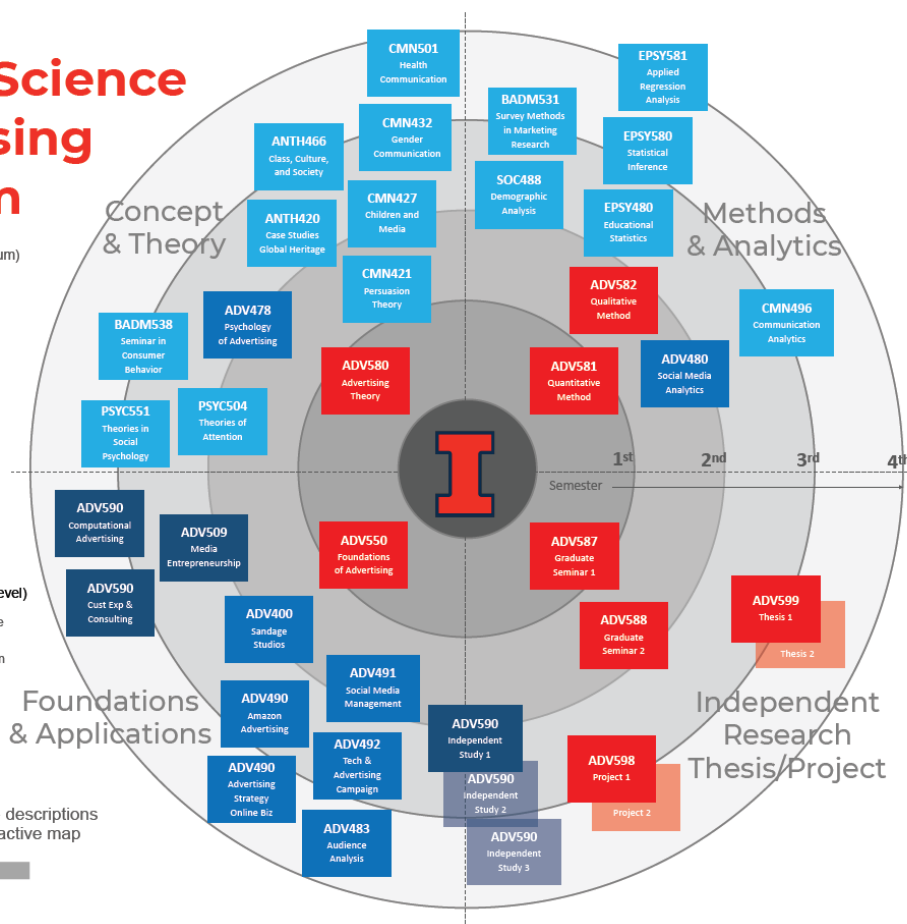 Science
sing
n
um)
Concept
& Theory
Methods
& Analytics
CMN501
Health
Communication
EPSY581
Applied
Regression
Analysis
BADM531
Survey Methods
in Marketing
Research
CMN432
Gender
Communication
EPSY580
Statistical
Inference
ANTH466
Class, Culture,
and Society
SOC488
Demographic
Analysis
CMN427
Children and
Media
EPSY480
Educational
Statistics
ANTH420
Case Studies
Global Heritage
CMN421
Persuasion
Theory
ADV582
Qualitative
Method
ADV478
Psychology
of Advertising
CMN496
Communication
Analytics
BADM538
Seminar in
Consumer
Behavior
ADV480
Social Media
Analytics
ADV580
Advertising
Theory
ADV581
Quantitative
Method
PSYC551
Theories in
Social
Psychology
PSYC504
Theories of
Attention
1st
2nd
3rd
4th
Semester
ADV590
Computational
Advertising
ADV509
Media
Entrepreneurship
ADV550
Foundations
of Advertising
ADV587
Graduate
Seminar 1
ADV590
Cust Exp &
Consulting
evel)
e
n
ADV400
Sandage
Studios
ADV588
Graduate
Seminar 2
ADV599
Thesis 1
Thesis 2
ADV491
Social Media
Management
Foundations
& Applications
ADV490
Amazon
Advertising
Independent
Research
Thesis/Project
ADV590
Independent
Study 1
ADV492
Tech &
Advertising
Campaign
ADV598
Project 1
Project 2
ADV490
Advertising
Strategy
Online Biz
ADV590
Independent
Study 2
ADV483
Audience
Analysis
ADV590
Independent
Study 3
descriptions
active map